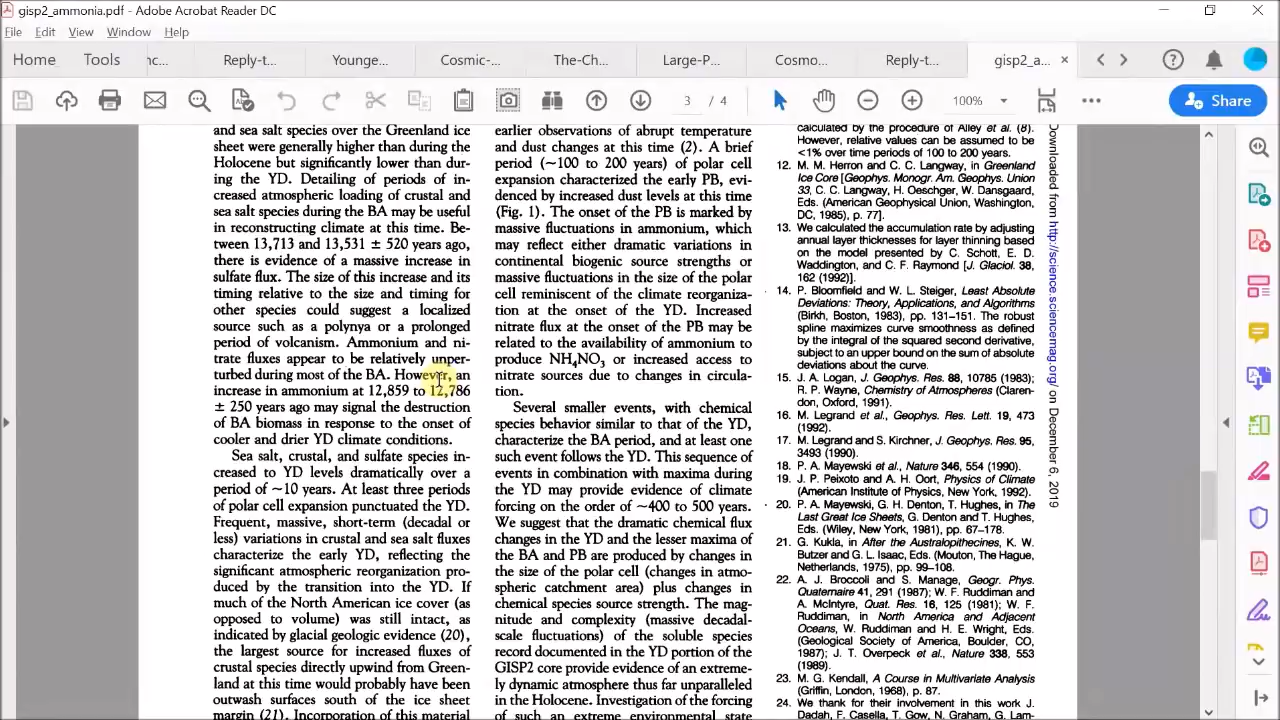 gisp2_ammonia.pdf - Adobe Acrobat Reader DC
File Edit View Window Help
Home Tools nc... Reply-t... Younge... Cosmic-... The-Ch... Large-P... Cosmo... Reply-t... gisp2_a... ×
3 / 4 100% Share
and sea salt species over the Greenland ice
sheet were generally higher than during the
Holocene but significantly lower than dur-
ing the YD. Detailing of periods of in-
creased atmospheric loading of crustal and
sea salt species during the BA may be useful
in reconstructing climate at this time. Be-
tween 13,713 and 13,531 ± 520 years ago,
there is evidence of a massive increase in
sulfate flux. The size of this increase and its
timing relative to the size and timing for
other species could suggest a localized
source such as a polynya or a prolonged
period of volcanism. Ammonium and ni-
trate fluxes appear to be relatively unper-
turbed during most of the BA. However, an
increase in ammonium at 12,859 to 12,786
± 250 years ago may signal the destruction
of BA biomass in response to the onset of
cooler and drier YD climate conditions.
Sea salt, crustal, and sulfate species in-
creased to YD levels dramatically over a
period of ~10 years. At least three periods
of polar cell expansion punctuated the YD.
Frequent, massive, short-term (decadal or
less) variations in crustal and sea salt fluxes
characterize the early YD, reflecting the
significant atmospheric reorganization pro-
duced by the transition into the YD. If
much of the North American ice cover (as
opposed to volume) was still intact, as
indicated by glacial geologic evidence (20),
the largest source for increased fluxes of
crustal species directly upwind from Green-
land at this time would probably have been
outwash surfaces south of the ice sheet
margin (21). Incorporation of this material
earlier observations of abrupt temperature
and dust changes at this time (2). A brief
period (~100 to 200 years) of polar cell
expansion characterized the early PB, evi-
denced by increased dust levels at this time
(Fig. 1). The onset of the PB is marked by
massive fluctuations in ammonium, which
may reflect either dramatic variations in
continental biogenic source strengths or
massive fluctuations in the size of the polar
cell reminiscent of the climate reorganiza-
tion at the onset of the YD. Increased
nitrate flux at the onset of the PB may be
related to the availability of ammonium to
produce NH4NO3 or increased access to
nitrate sources due to changes in circula-
tion.
Several smaller events, with chemical
species behavior similar to that of the YD,
characterize the BA period, and at least one
such event follows the YD. This sequence of
events in combination with maxima during
the YD may provide evidence of climate
forcing on the order of ~400 to 500 years.
We suggest that the dramatic chemical flux
changes in the YD and the lesser maxima of
the BA and PB are produced by changes in
the size of the polar cell (changes in atmo-
spheric catchment area) plus changes in
chemical species source strength. The mag-
nitude and complexity (massive decadal-
scale fluctuations) of the soluble species
record documented in the YD portion of the
GISP2 core provide evidence of an extreme-
ly dynamic atmosphere thus far unparalleled
in the Holocene. Investigation of the forcing
of such an extreme environmental state
calculated by the procedure of Alley et al. (8).
However, relative values can be assumed to be
<1% over time periods of 100 to 200 years.
12. M. M. Herron and C. C. Langway, in Greenland
Ice Core [Geophys. Monogr. Am. Geophys. Union
33, C. C. Langway, H. Oeschger, W. Dansgaard,
Eds. (American Geophysical Union, Washington,
DC, 1985), p. 77].
13. We calculated the accumulation rate by adjusting
annual layer thicknesses for layer thinning based
on the model presented by C. Schott, E. D.
Waddington, and C. F. Raymond [J. Glaciol. 38,
162 (1992)].
14. P. Bloomfield and W. L. Steiger, Least Absolute
Deviations: Theory, Applications, and Algorithms
(Birkh, Boston, 1983), pp. 131–151. The robust
spline maximizes curve smoothness as defined
by the integral of the squared second derivative,
subject to an upper bound on the sum of absolute
deviations about the curve.
15. J. A. Logan, J. Geophys. Res. 88, 10785 (1983);
R. P. Wayne, Chemistry of Atmospheres (Claren-
don, Oxford, 1991).
16. M. Legrand et al., Geophys. Res. Lett. 19, 473
(1992).
17. M. Legrand and S. Kirchner, J. Geophys. Res. 95,
3493 (1990).
18. P. A. Mayewski et al., Nature 346, 554 (1990).
19. J. P. Peixoto and A. H. Oort, Physics of Climate
(American Institute of Physics, New York, 1992).
20. P. A. Mayewski, G. H. Denton, T. Hughes, in The
Last Great Ice Sheets, G. Denton and T. Hughes,
Eds. (Wiley, New York, 1981), pp. 67–178.
21. G. Kukla, in After the Australopithecines, K. W.
Butzer and G. L. Isaac, Eds. (Mouton, The Hague,
Netherlands, 1975), pp. 99–108.
22. A. J. Broccoli and S. Manage, Geogr. Phys.
Quaternaire 41, 291 (1987); W. F. Ruddiman and
A. McIntyre, Quat. Res. 16, 125 (1981); W. F.
Ruddiman, in North America and Adjacent
Oceans, W. Ruddiman and H. E. Wright, Eds.
(Geological Society of America, Boulder, CO,
1987); J. T. Overpeck et al., Nature 338, 553
(1989).
23. M. G. Kendall, A Course in Multivariate Analysis
(Griffin, London, 1968), p. 87.
24. We thank for their involvement in this work J.
Dadah, F. Casella, T. Gow, N. Graham, G. Lam-
Downloaded from http://science.sciencemag.org/ on December 6, 2019